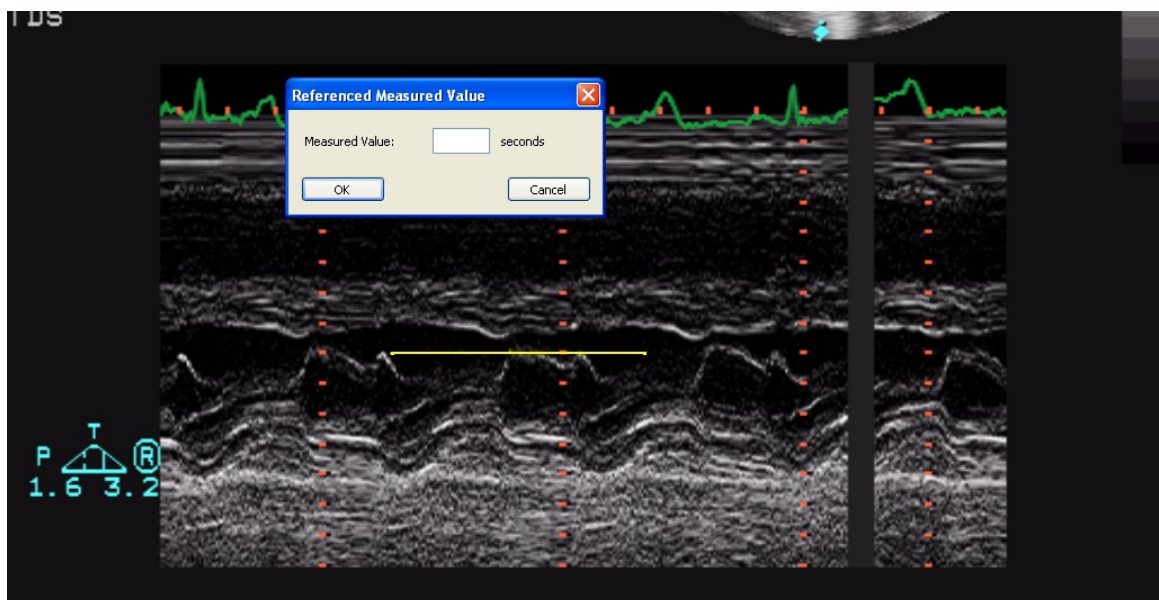 TDS
Referenced Measured Value
Measured Value: seconds
OK Cancel
T
P R
1.6 3.2